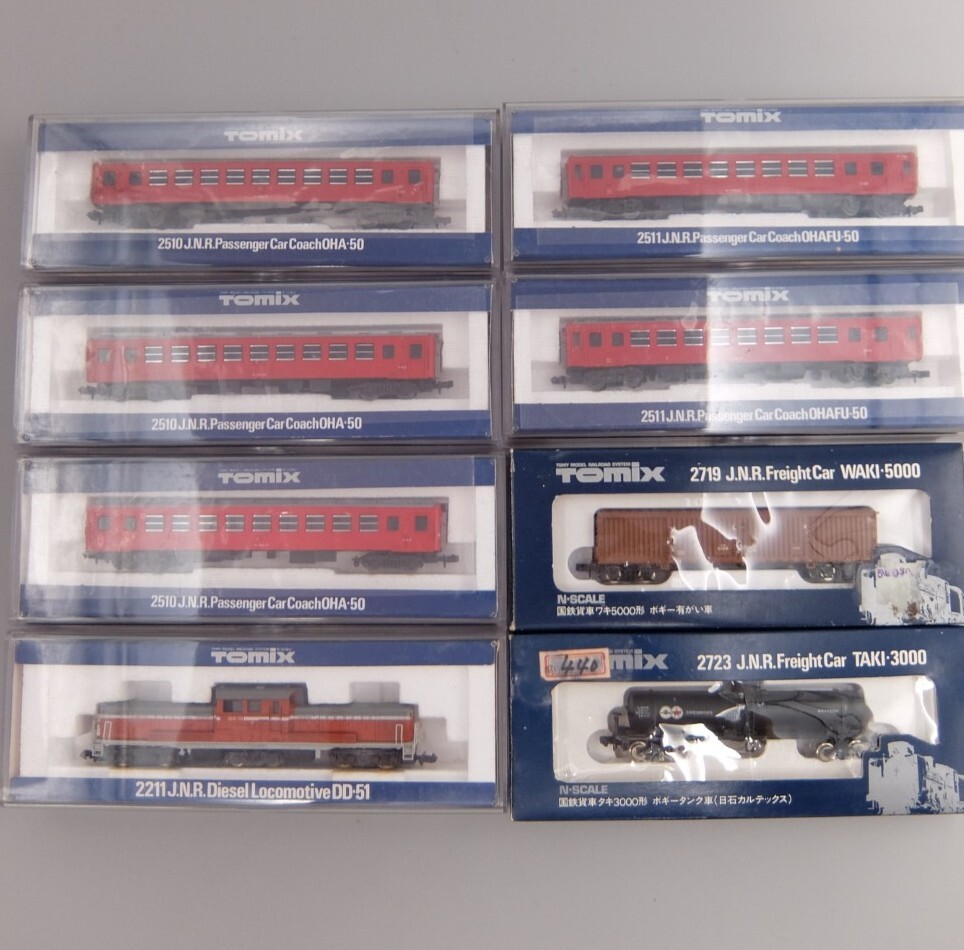 TOMIX
2510 J.N.R. Passenger Car Coach OHA·50
TOMIX
2510 J.N.R. Passenger Car Coach OHA·50
TOMIX
2510 J.N.R. Passenger Car Coach OHA·50
TOMIX
2211 J.N.R. Diesel Locomotive DD·51
TOMIX
2511 J.N.R. Passenger Car Coach OHAFU·50
TOMIX
2511 J.N.R. Passenger Car Coach OHAFU·50
TOMY MODEL RAILROAD SYSTEM
TOMIX 2719 J.N.R. Freight Car WAKI·5000
N·SCALE
国鉄貨車ワキ5000形 ボギー有がい車
440 MIX 2723 J.N.R. Freight Car TAKI·3000
N·SCALE
国鉄貨車タキ3000形 ボギータンク車(日石カルテックス)